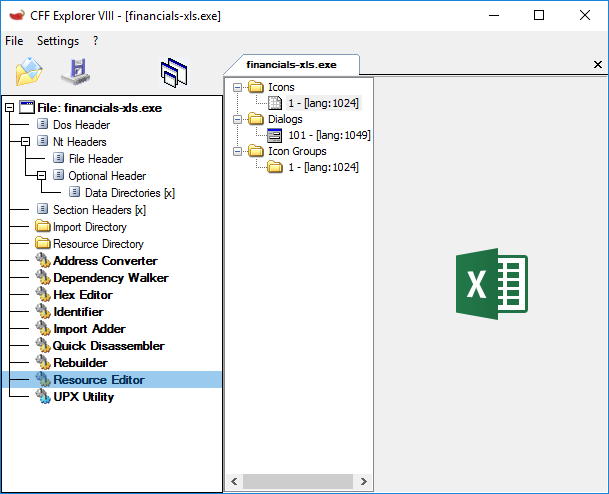 CFF Explorer VIII - [financials-xls.exe]
File Settings ?
financials-xls.exe
File: financials-xls.exe
Dos Header
Nt Headers
File Header
Optional Header
Data Directories [x]
Section Headers [x]
Import Directory
Resource Directory
Address Converter
Dependency Walker
Hex Editor
Identifier
Import Adder
Quick Disassembler
Rebuilder
Resource Editor
UPX Utility
Icons
1 - [lang:1024]
Dialogs
101 - [lang:1049]
Icon Groups
1 - [lang:1024]
X